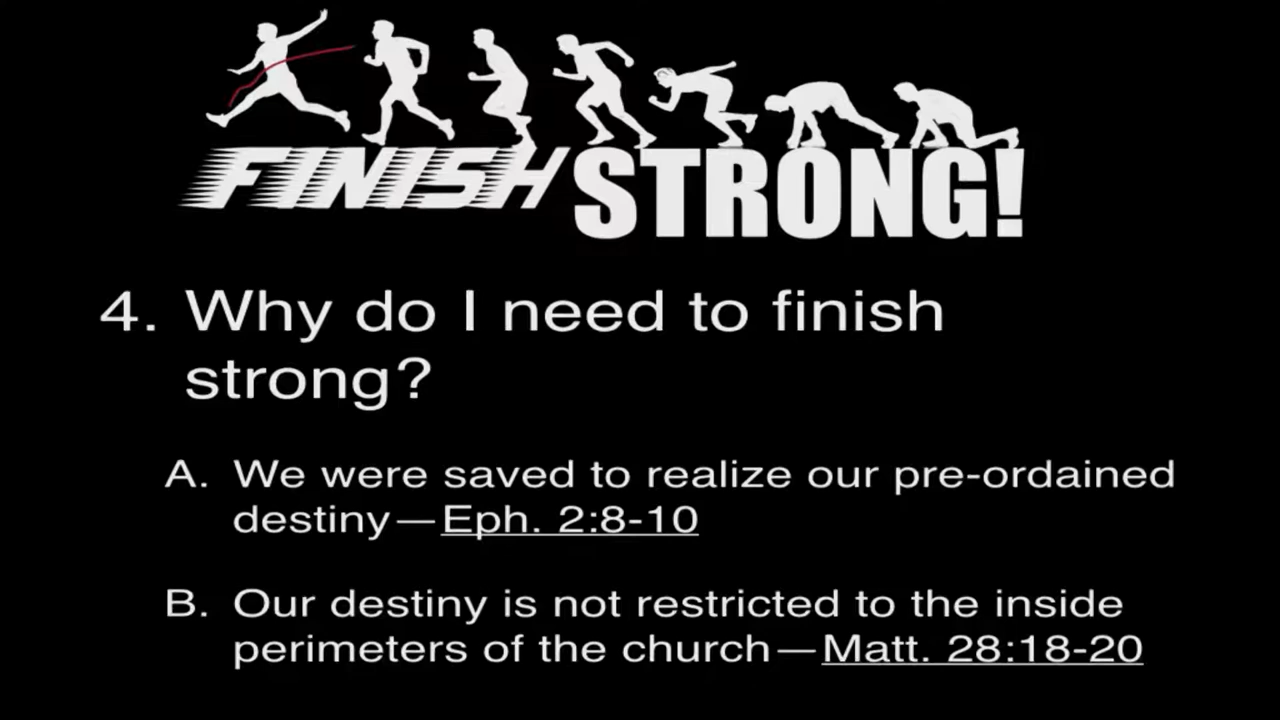 FINISH STRONG!
4. Why do I need to finish
strong?
A. We were saved to realize our pre-ordained
destiny—Eph. 2:8-10
B. Our destiny is not restricted to the inside
perimeters of the church—Matt. 28:18-20